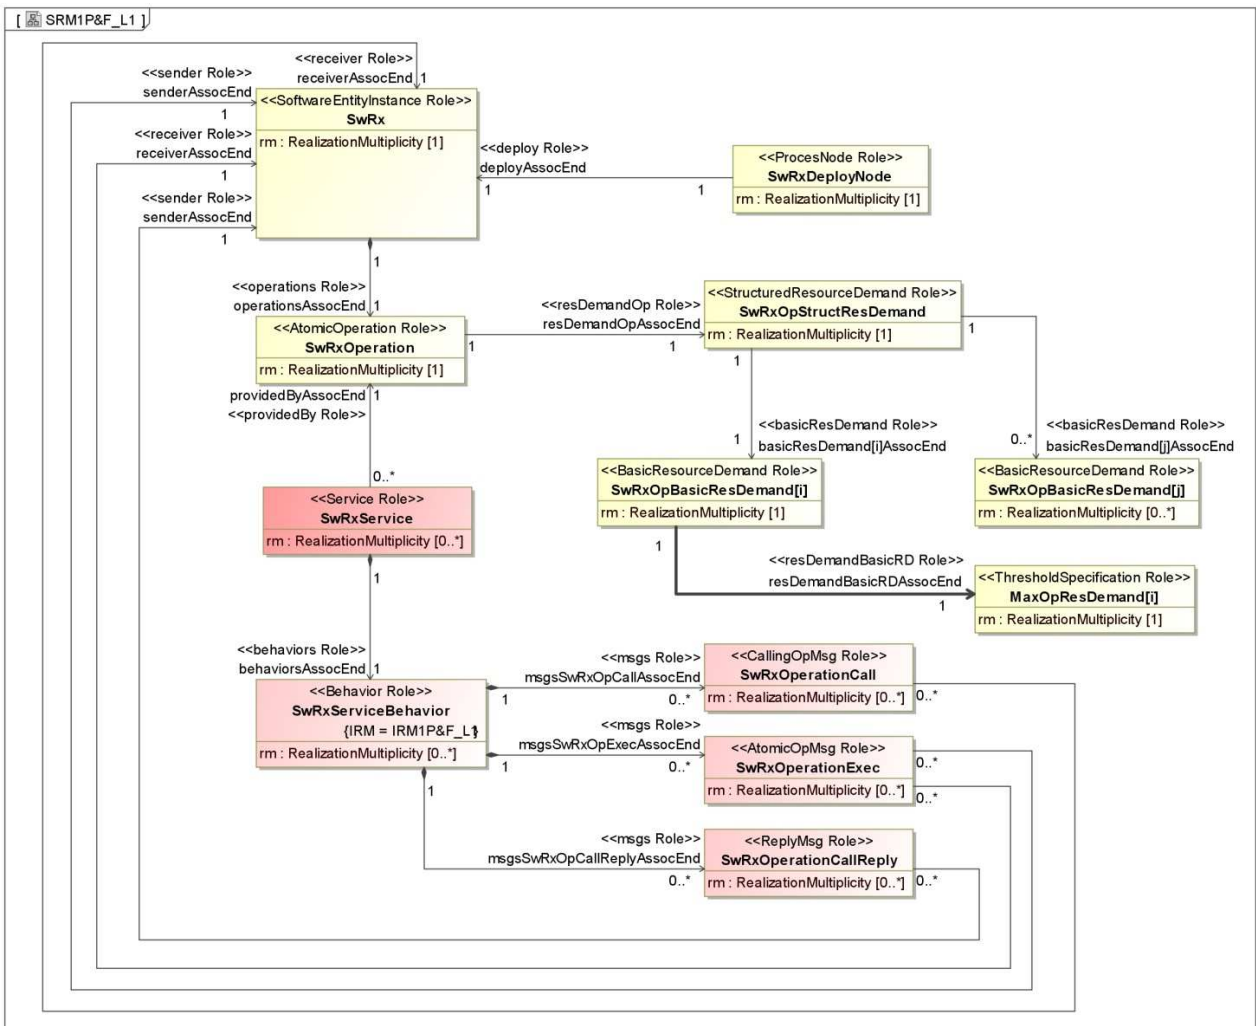 [ SRM1P&F_L1 ]
<<receiver Role>>
receiverAssocEnd
1
<<sender Role>>
senderAssocEnd
1
<<SoftwareEntityInstance Role>>
SwRx
rm : RealizationMultiplicity [1]
<<receiver Role>>
receiverAssocEnd
1
<<sender Role>>
senderAssocEnd
1
<<deploy Role>>
deployAssocEnd
1
1
<<ProcesNode Role>>
SwRxDeployNode
rm : RealizationMultiplicity [1]
1
<<operations Role>>
operationsAssocEnd
1
<<AtomicOperation Role>>
SwRxOperation
rm : RealizationMultiplicity [1]
1
<<resDemandOp Role>>
resDemandOpAssocEnd
1
<<StructuredResourceDemand Role>>
SwRxOpStructResDemand
rm : RealizationMultiplicity [1]
1
1
providedByAssocEnd
1
<<providedBy Role>>
0..*
<<basicResDemand Role>>
basicResDemand[i]AssocEnd
1
<<basicResDemand Role>>
basicResDemand[j]AssocEnd
0..*
<<BasicResourceDemand Role>>
SwRxOpBasicResDemand[i]
rm : RealizationMultiplicity [1]
<<BasicResourceDemand Role>>
SwRxOpBasicResDemand[j]
rm : RealizationMultiplicity [0..*]
<<Service Role>>
SwRxService
rm : RealizationMultiplicity [0..*]
1
1
<<resDemandBasicRD Role>>
resDemandBasicRDAssocEnd
1
<<ThresholdSpecification Role>>
MaxOpResDemand[i]
rm : RealizationMultiplicity [1]
<<behaviors Role>>
behaviorsAssocEnd
1
<<Behavior Role>>
SwRxServiceBehavior
{IRM = IRM1P&F_L1}
rm : RealizationMultiplicity [0..*]
1
<<msgs Role>>
msgsSwRxOpCallAssocEnd
0..*
<<CallingOpMsg Role>>
SwRxOperationCall
rm : RealizationMultiplicity [0..*]
0..*
1
<<msgs Role>>
msgsSwRxOpExecAssocEnd
0..*
<<AtomicOpMsg Role>>
SwRxOperationExec
rm : RealizationMultiplicity [0..*]
0..*
0..*
1
<<msgs Role>>
msgsSwRxOpCallReplyAssocEnd
0..*
<<ReplyMsg Role>>
SwRxOperationCallReply
rm : RealizationMultiplicity [0..*]
0..*